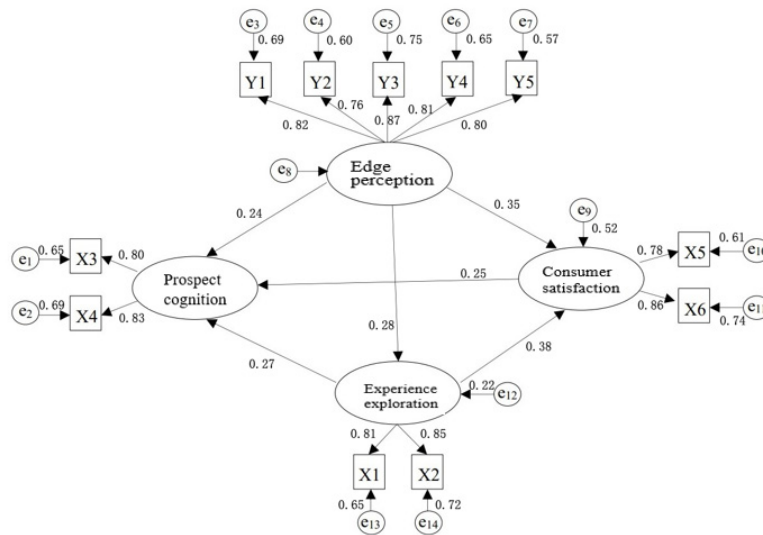 e3 e4 e5 e6 e7
0.69 0.60 0.75 0.65 0.57
Y1 Y2 Y3 Y4 Y5
0.82 0.76 0.87 0.81 0.80
e8
Edge
perception
0.24
0.35
e9
0.52
e1
0.65
X3
0.80
Prospect
cognition
e2
0.69
X4
0.83
0.25
Consumer
satisfaction
0.78
X5
0.61
e10
0.86
X6
0.74
0.28
0.27
0.38
Experience
exploration
0.22
e12
0.81 0.85
X1 X2
0.65 0.72
e13 e14